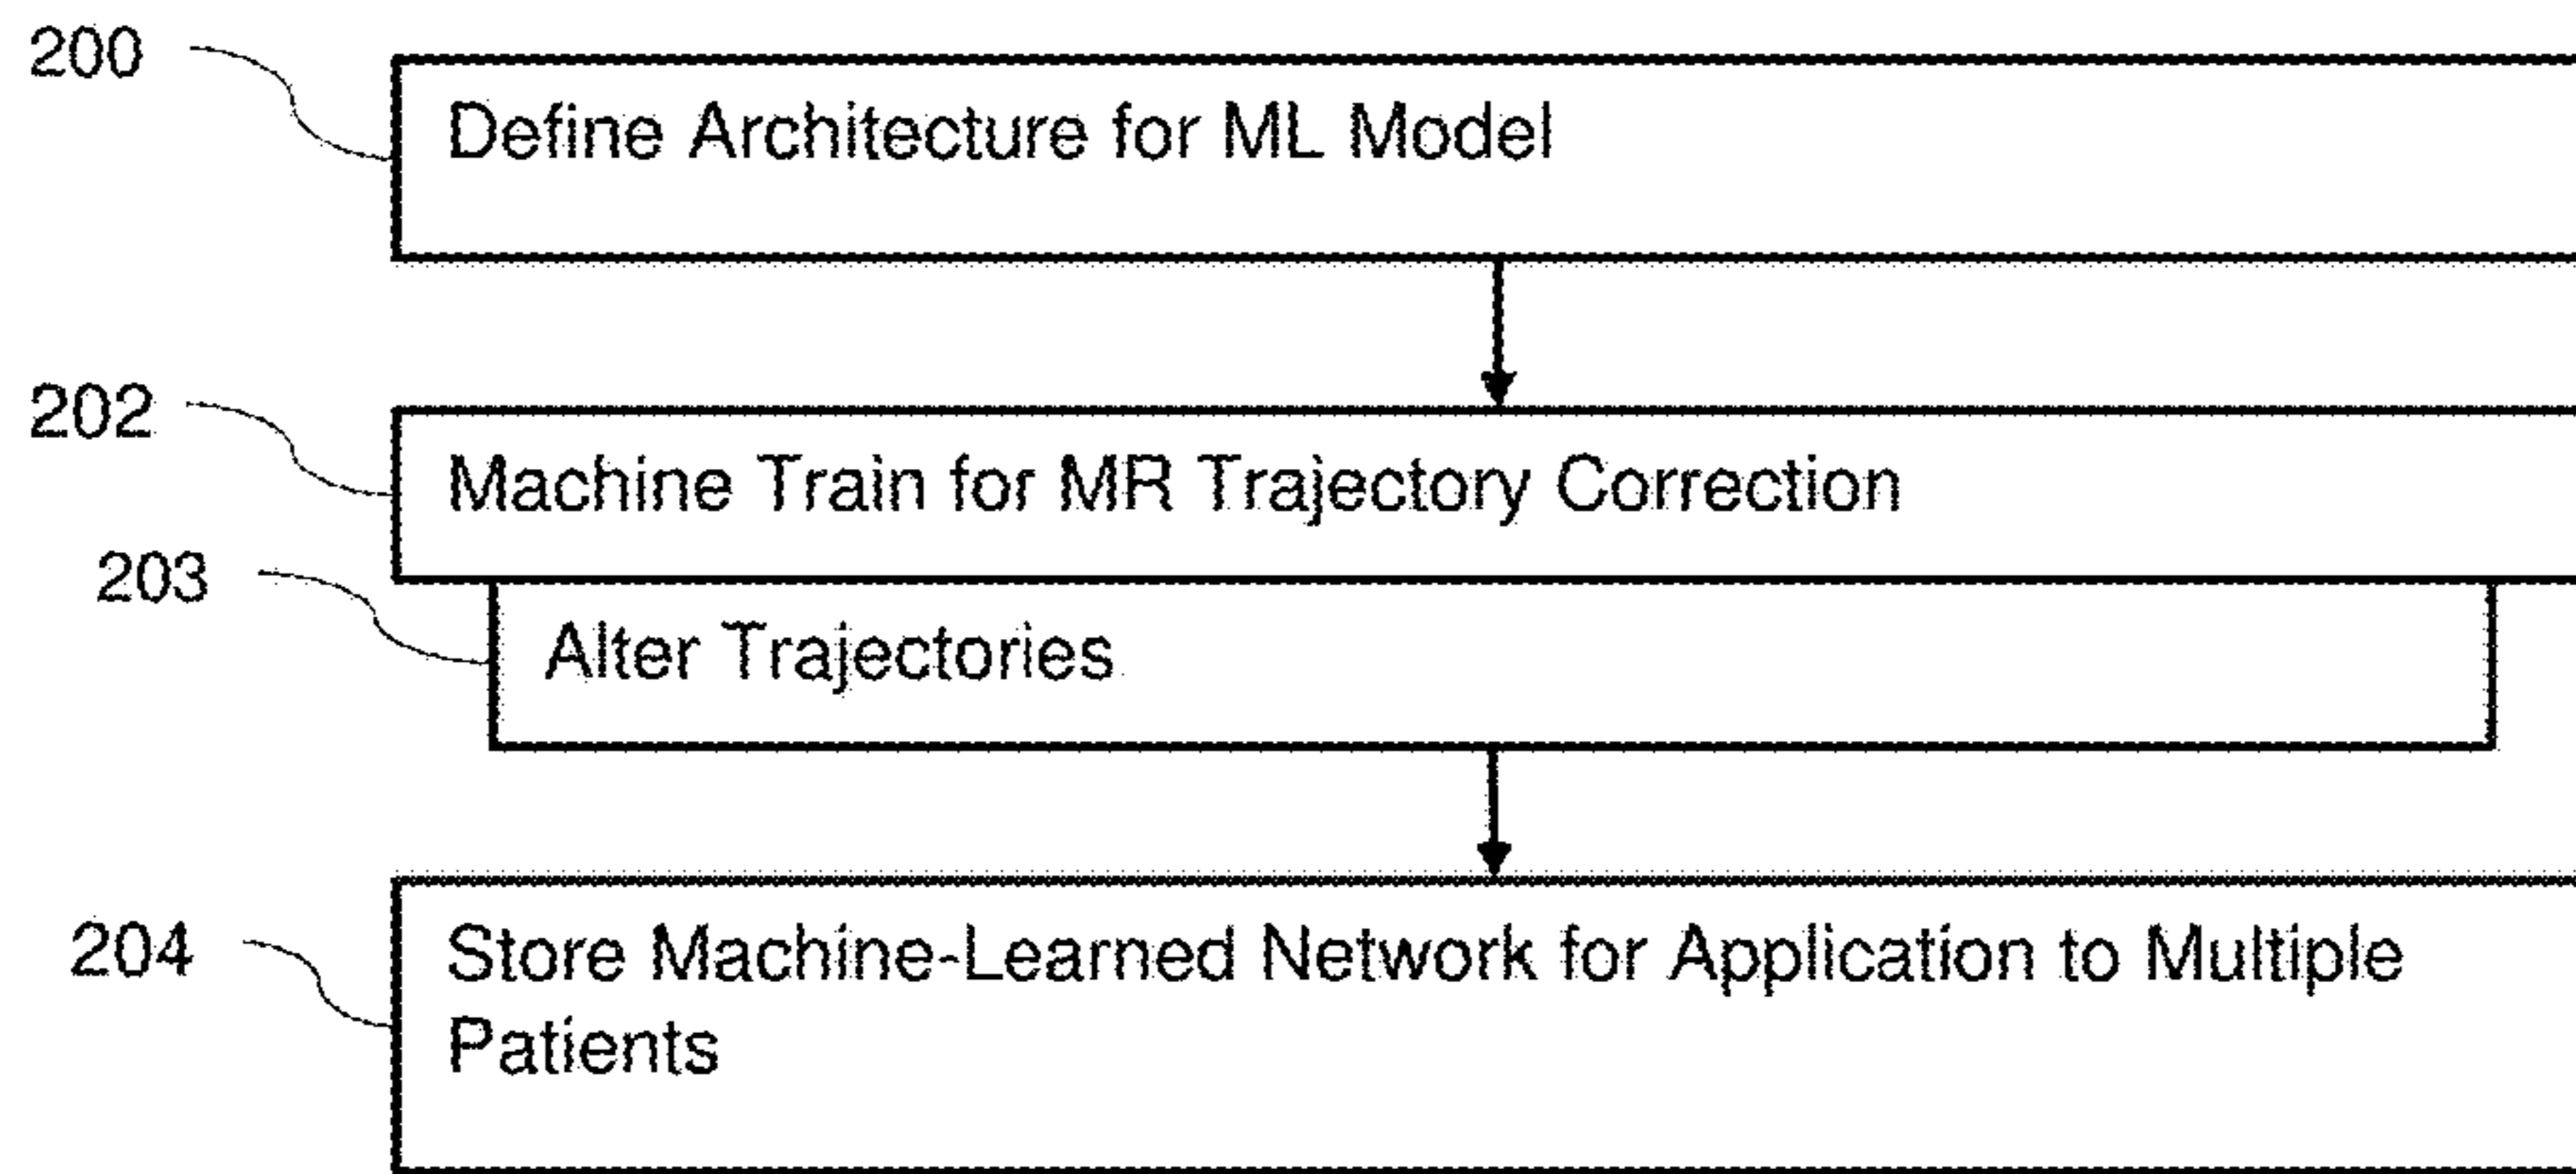 200
Define Architecture for ML Model
202
Machine Train for MR Trajectory Correction
203
Alter Trajectories
204
Store Machine-Learned Network for Application to Multiple
Patients